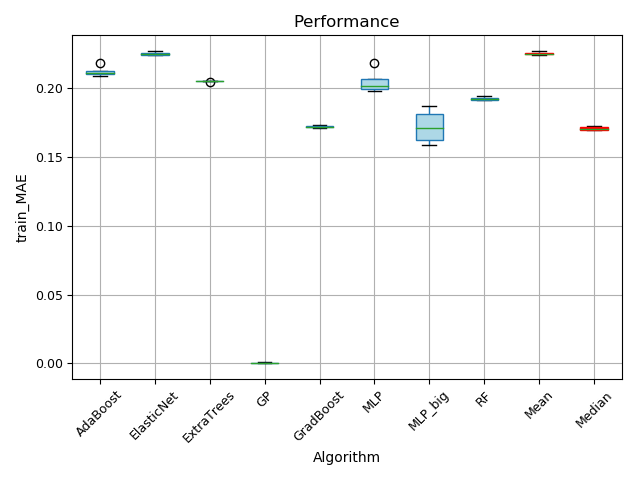 Performance
train_MAE
0.20
0.15
0.10
0.05
0.00
AdaBoost
ElasticNet
ExtraTrees
GP
GradBoost
MLP
MLP_big
RF
Mean
Median
Algorithm